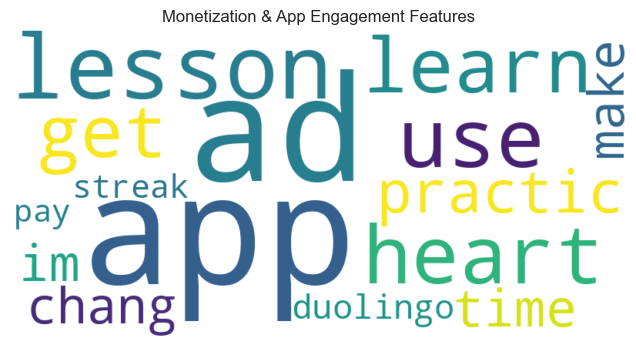 Monetization & App Engagement Features
lesson
learn
make
ad
get
use
streak
practic
pay
app
heart
im
chang
duolingo
time